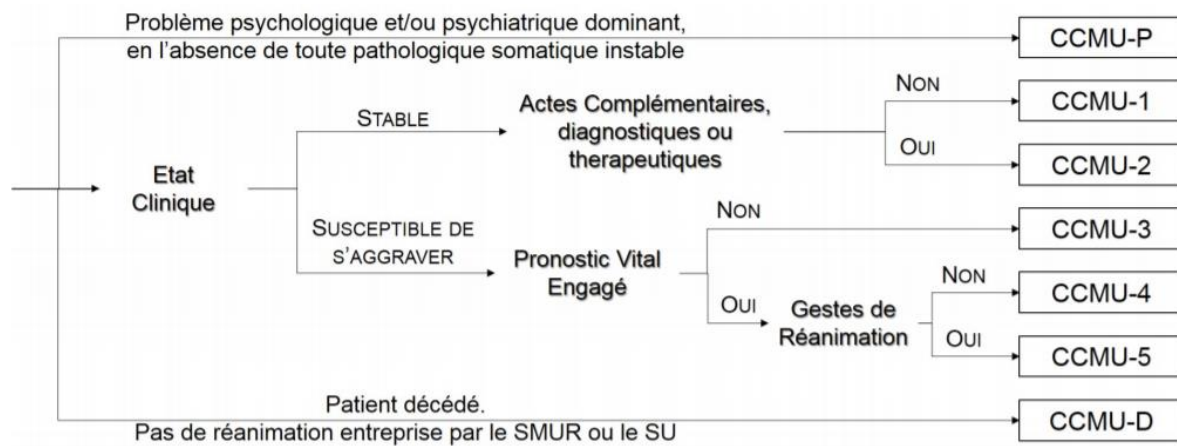 Problème psychologique et/ou psychiatrique dominant,
en l'absence de toute pathologique somatique instable
CCMU-P
NON
CCMU-1
STABLE
Actes Complémentaires,
diagnostiques ou
therapeutiques
OUI
CCMU-2
Etat
Clinique
SUSCEPTIBLE DE
S'AGGRAVER
NON
CCMU-3
Pronostic Vital
Engagé
NON
CCMU-4
OUI
Gestes de
Réanimation
OUI
CCMU-5
Patient décédé.
Pas de réanimation entreprise par le SMUR ou le SU
CCMU-D